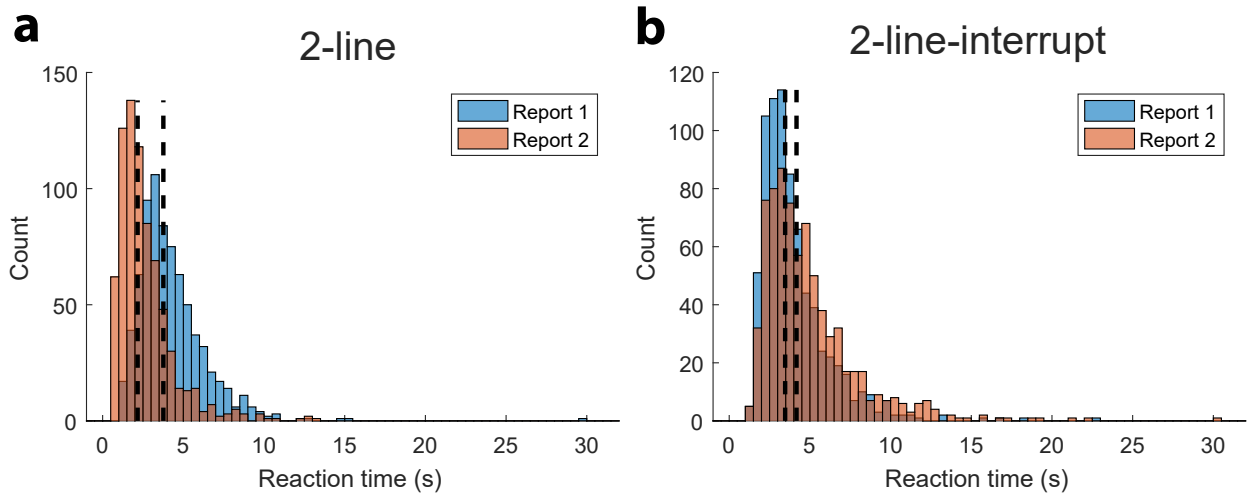 a
2-line
150
100
50
0
Count
Report 1
Report 2
0 5 10 15 20 25 30
Reaction time (s)
b
2-line-interrupt
120
100
80
60
40
20
0
Count
Report 1
Report 2
0 5 10 15 20 25 30
Reaction time (s)